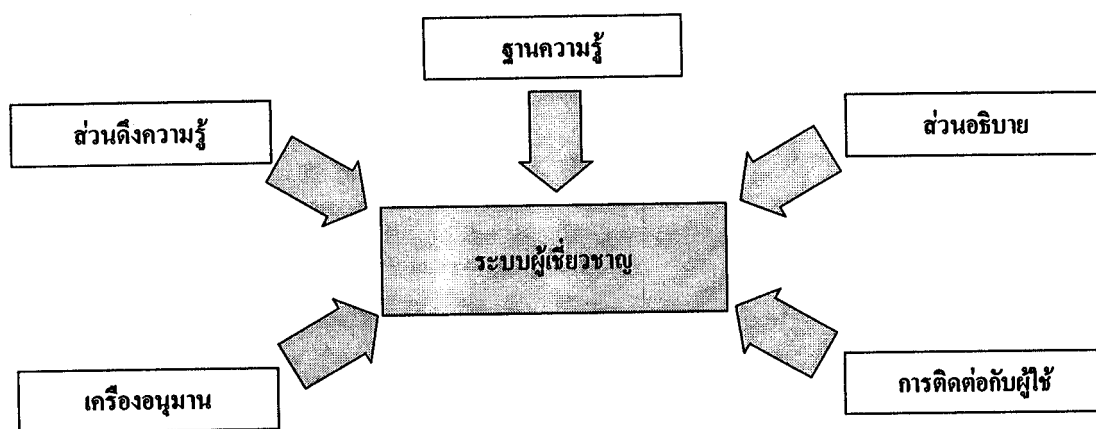 ฐานความรู้
ส่วนดึงความรู้
ส่วนอธิบาย
ระบบผู้เชี่ยวชาญ
เครื่องอนุมาน
การติดต่อกับผู้ใช้